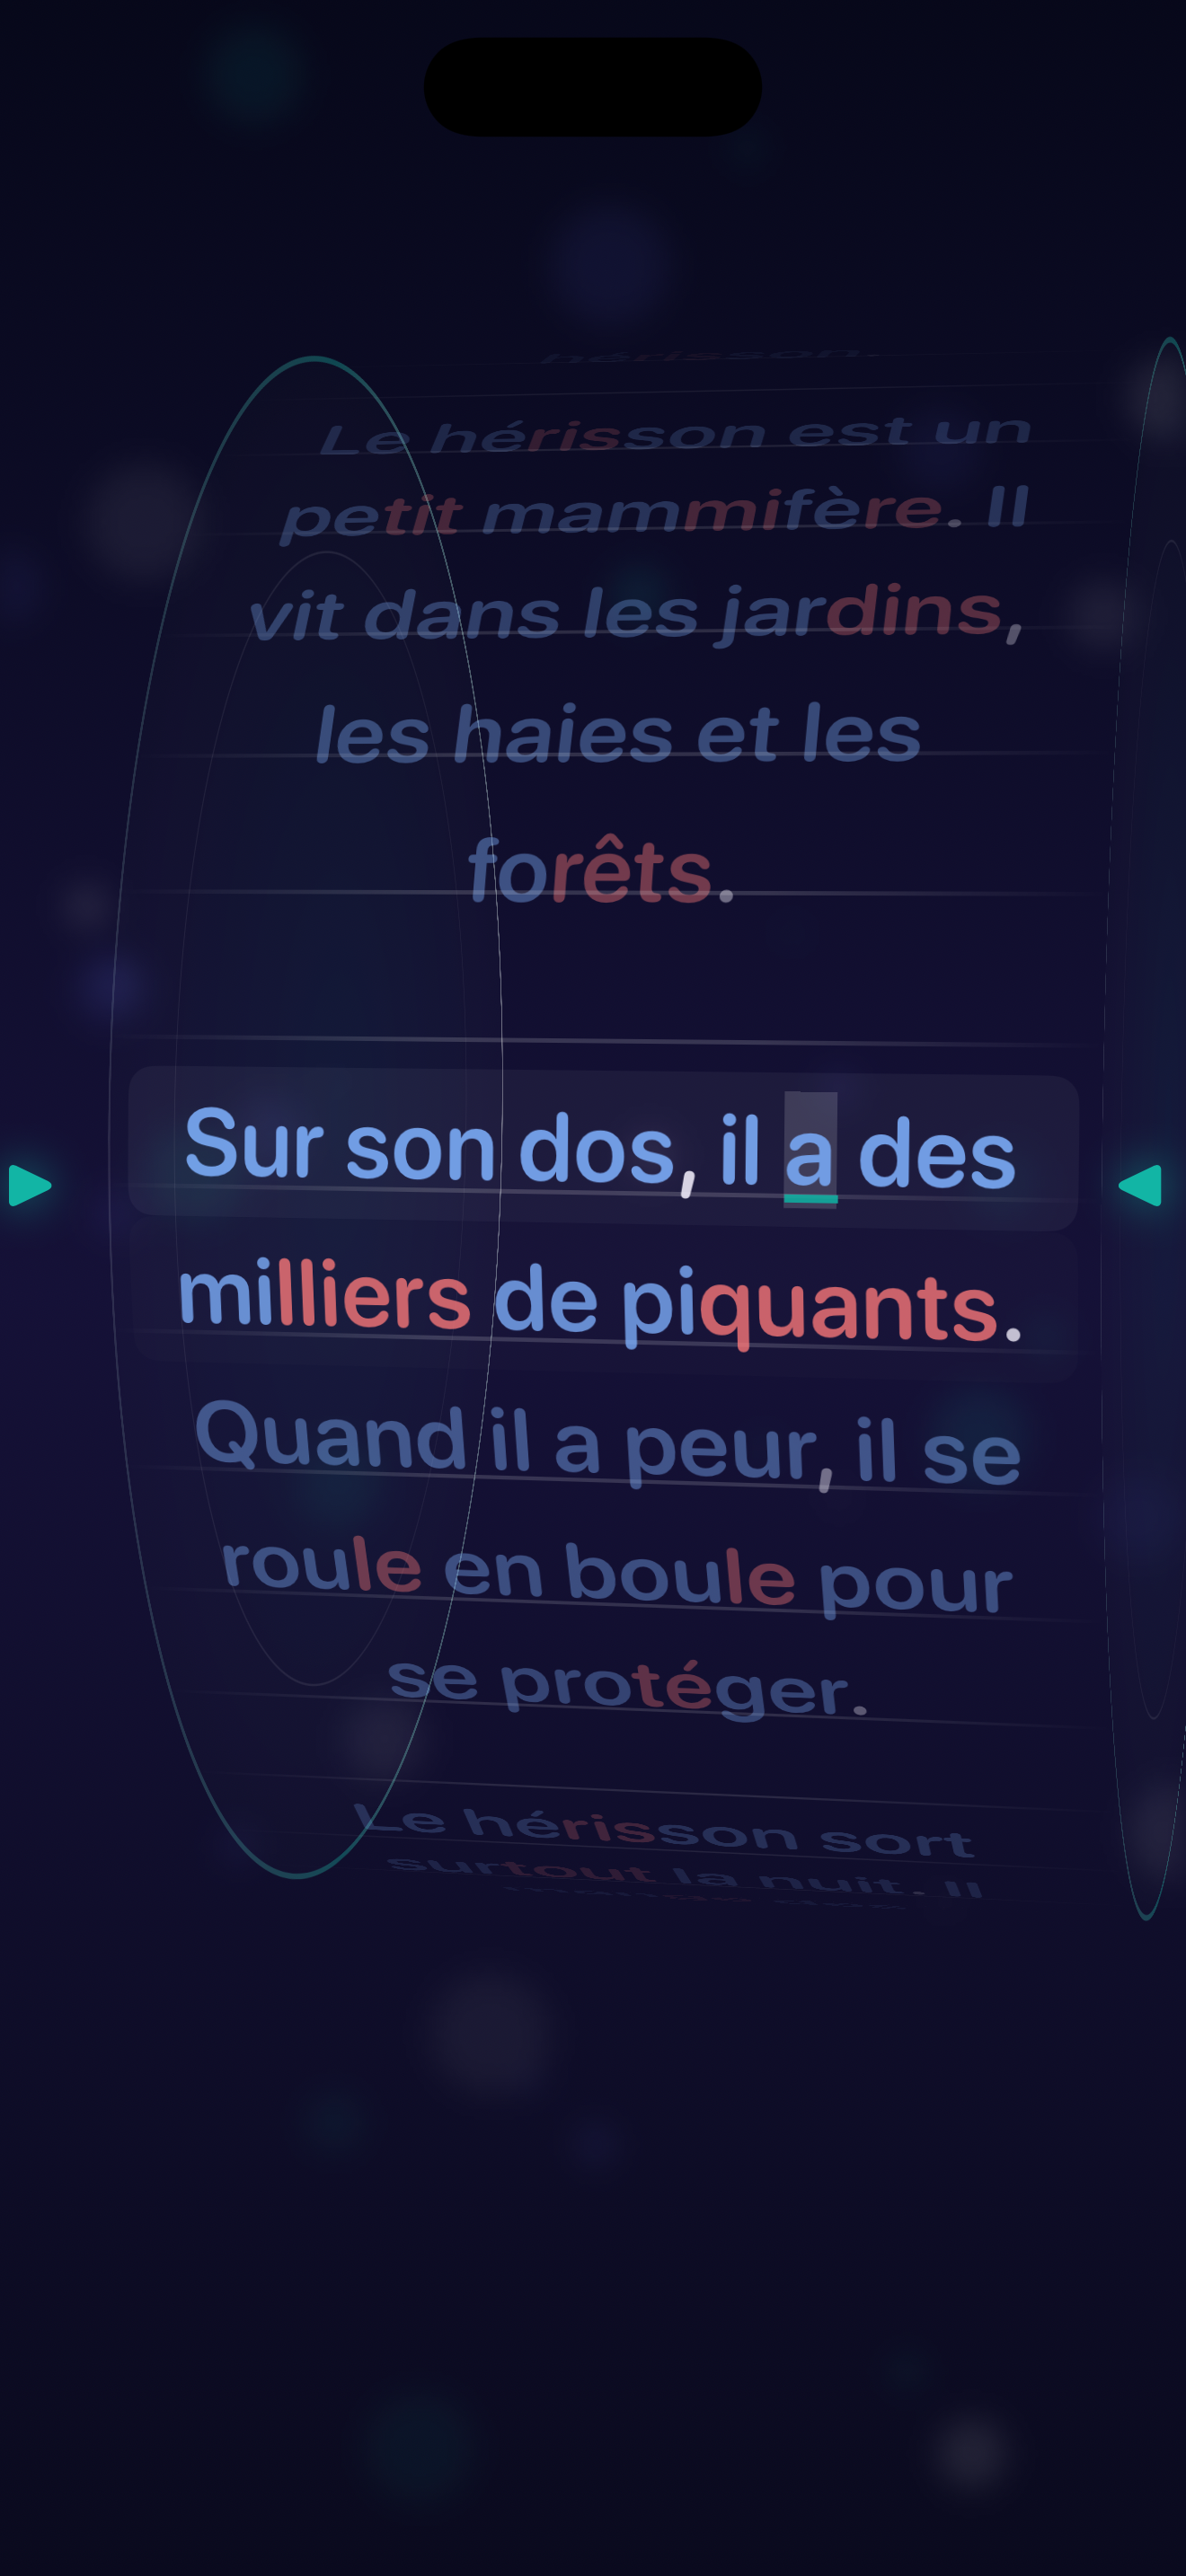 hérisson.
Le hérisson est un
petit mammifère. Il
vit dans les jardins,
les haies et les
forêts.
Sur son dos, il a des
milliers de piquants.
Quand il a peur, il se
roule en boule pour
se protéger.
Le hérisson sort
surtout la nuit. Il